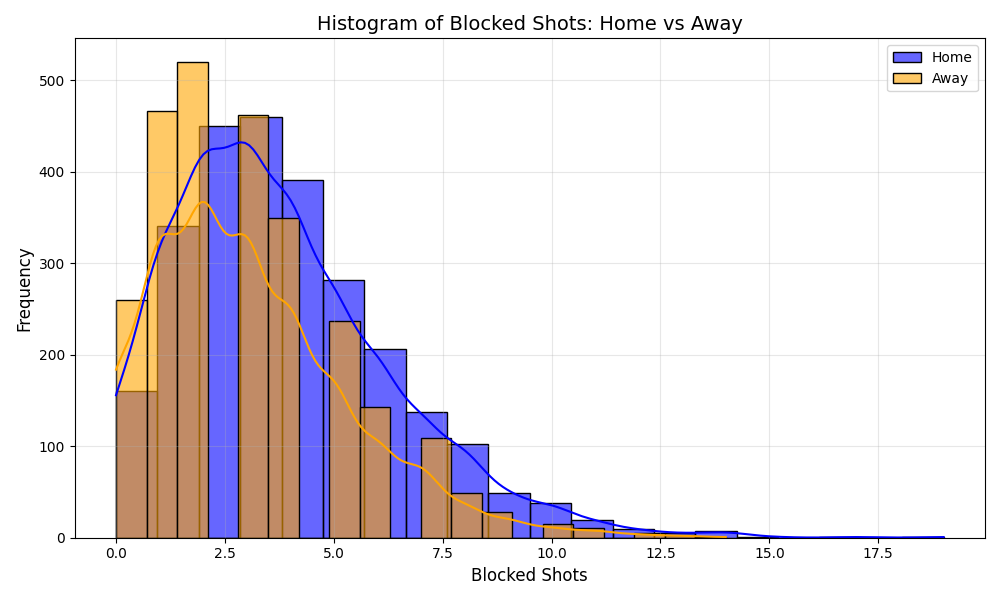 Histogram of Blocked Shots: Home vs Away
Home
Away
Frequency
500
400
300
200
100
0
0.0 2.5 5.0 7.5 10.0 12.5 15.0 17.5
Blocked Shots